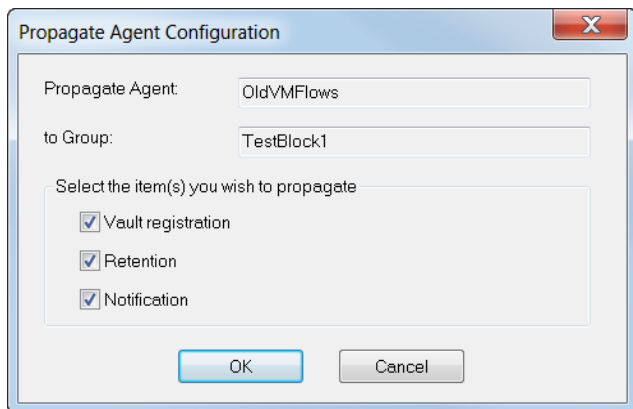 Propagate Agent Configuration
Propagate Agent: OldVMFlows
to Group: TestBlock1
Select the item(s) you wish to propagate
Vault registration
Retention
Notification
OK Cancel